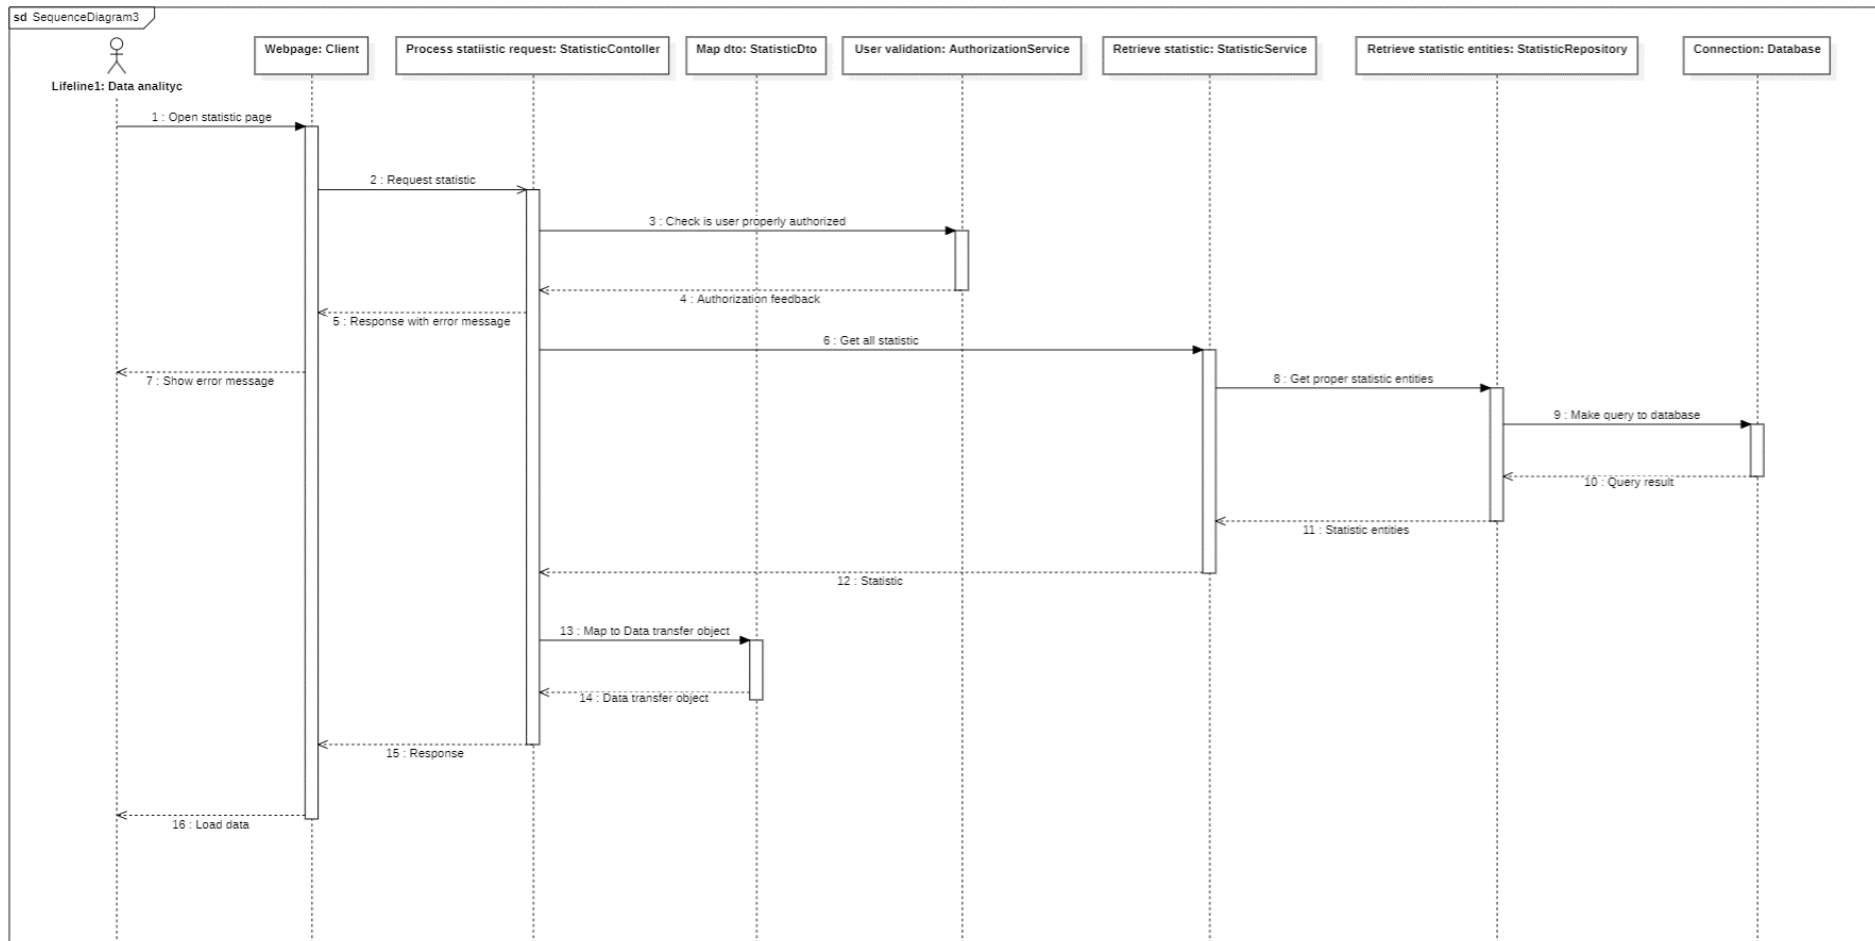 sd SequenceDiagram3
Lifeline1: Data analityc
Webpage: Client
Process statiistic request: StatisticContoller
Map dto: StatisticDto
User validation: AuthorizationService
Retrieve statistic: StatisticService
Retrieve statistic entities: StatisticRepository
Connection: Database
1 : Open statistic page
2 : Request statistic
3 : Check is user properly authorized
4 : Authorization feedback
5 : Response with error message
6 : Get all statistic
7 : Show error message
8 : Get proper statistic entities
9 : Make query to database
10 : Query result
11 : Statistic entities
12 : Statistic
13 : Map to Data transfer object
14 : Data transfer object
15 : Response
16 : Load data